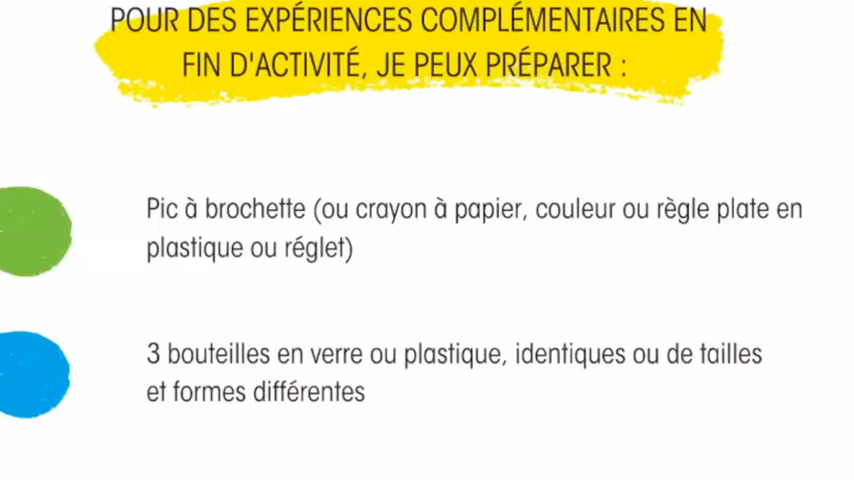 POUR DES EXPÉRIENCES COMPLÉMENTAIRES EN
FIN D'ACTIVITÉ, JE PEUX PRÉPARER :
Pic à brochette (ou crayon à papier, couleur ou règle plate en
plastique ou réglet)
3 bouteilles en verre ou plastique, identiques ou de tailles
et formes différentes